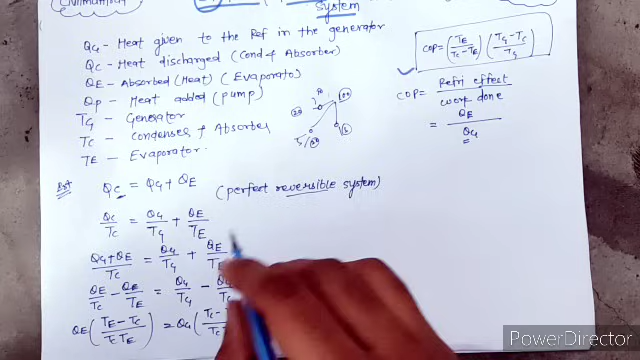 System
QG - Heat given to the Ref in the generator
QC - Heat discharged (Cond & Absorber)
QE - Absorbed (Heat) (Evaporato)
Qp - Heat added (pump)
TG - Generator
TC - Condenser & Absorber
TE - Evaporator.
COP = (TE/TC-TE) (TG-TC/TG)
COP = Refri effect/work done
= QE/QG
QC = QG + QE (perfect reversible system)
QC/TC = QG/TG + QE/TE
QG+QE/TC = QG/TG + QE/TE
QE/TC - QE/TE = QG/TG - QG/TC
QE (TE-TC/TC TE) = QG (TC-
PowerDirector